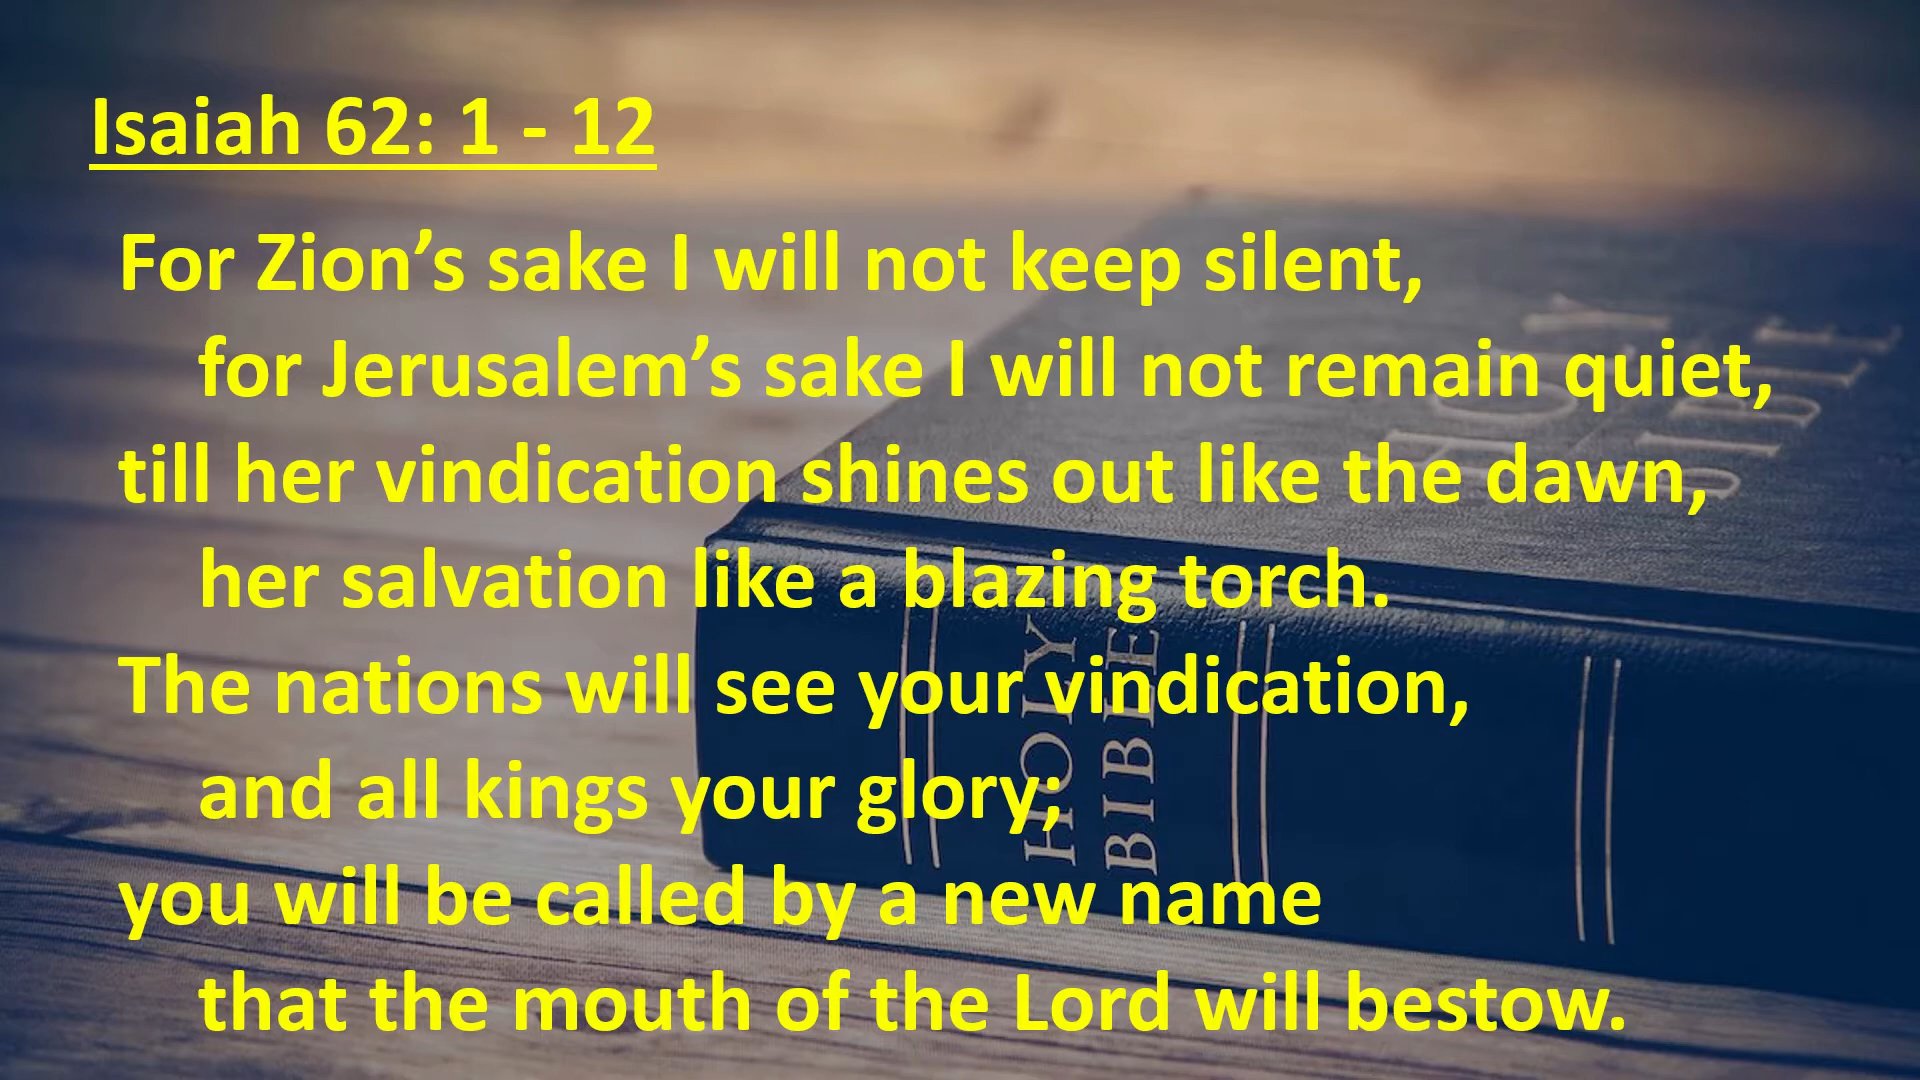 Isaiah 62: 1 - 12
For Zion’s sake I will not keep silent,
for Jerusalem’s sake I will not remain quiet,
till her vindication shines out like the dawn,
her salvation like a blazing torch.
The nations will see your vindication,
and all kings your glory;
you will be called by a new name
that the mouth of the Lord will bestow.
HOLY
BIBLE
HOLY
BIBLE